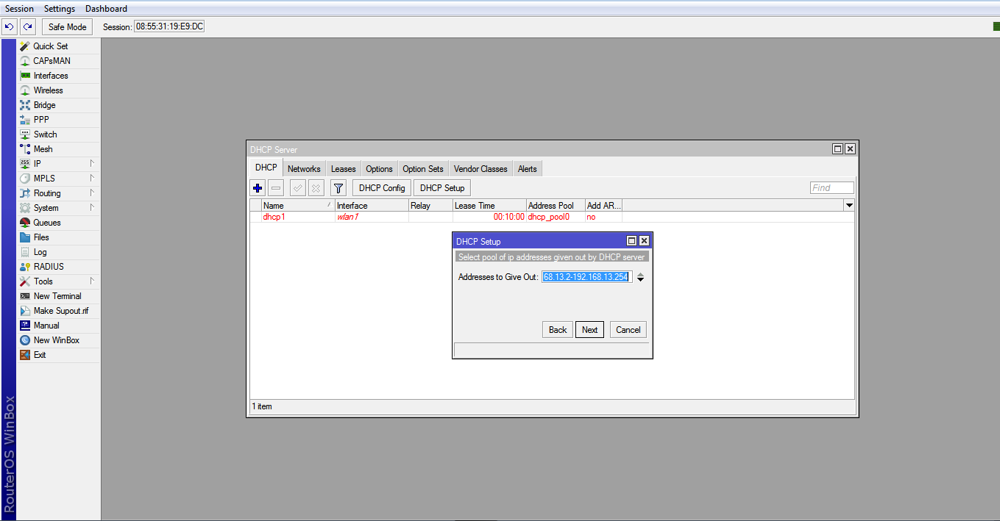 Session Settings Dashboard
Safe Mode Session: 08:55:31:19:E9:DC
Quick Set
CAPsMAN
Interfaces
Wireless
Bridge
PPP
Switch
Mesh
IP
MPLS
Routing
System
Queues
Files
Log
RADIUS
Tools
New Terminal
Make Supout.rif
Manual
New WinBox
Exit
RouterOS WinBox
DHCP Server
DHCP Networks Leases Options Option Sets Vendor Classes Alerts
DHCP Config DHCP Setup Find
Name / Interface Relay Lease Time Address Pool Add AR...
dhcp1 wlan1 00:10:00 dhcp_pool0 no
DHCP Setup
Select pool of ip addresses given out by DHCP server
Addresses to Give Out: 68.13.2-192.168.13.254
Back Next Cancel
1 item